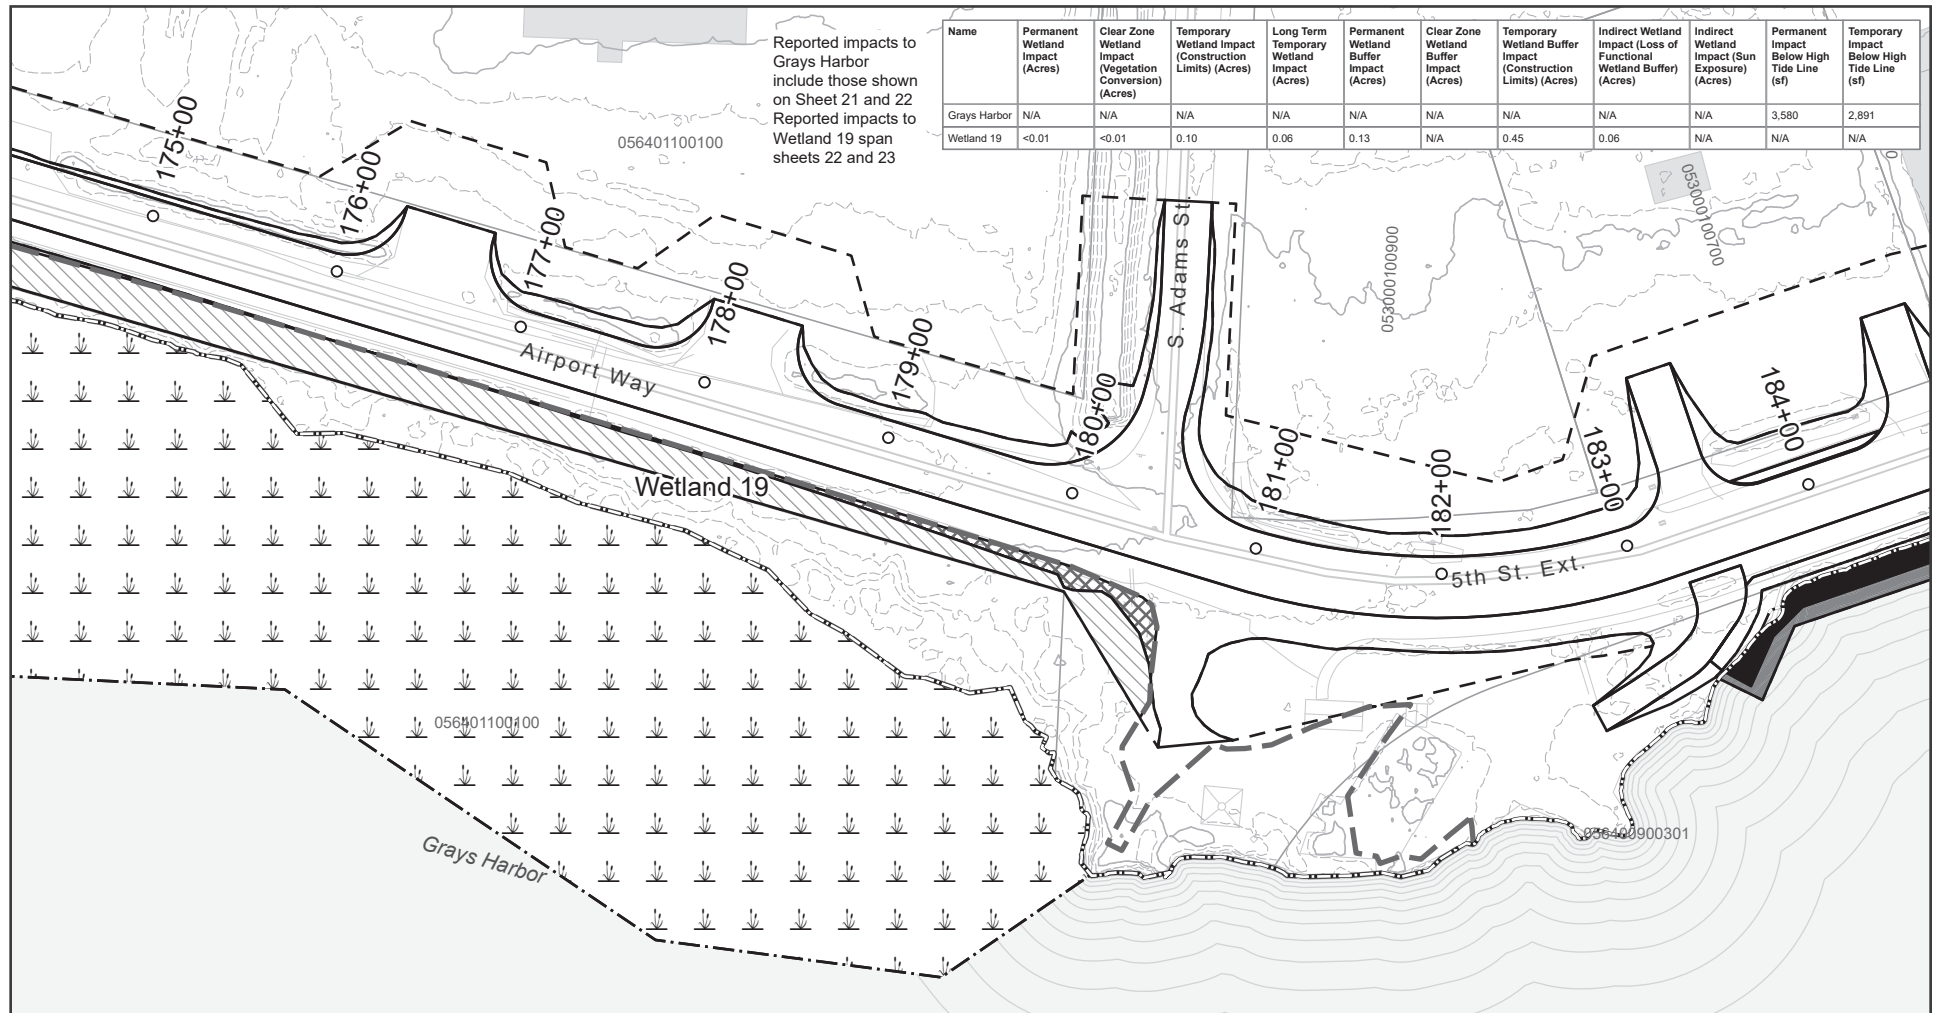 Reported impacts to
Grays Harbor
include those shown
on Sheet 21 and 22
Reported impacts to
Wetland 19 span
sheets 22 and 23
Name
Permanent
Wetland
Impact
(Acres)
Clear Zone
Wetland
Impact
(Vegetation
Conversion)
(Acres)
Temporary
Wetland Impact
(Construction
Limits) (Acres)
Long Term
Temporary
Wetland
Impact
(Acres)
Permanent
Wetland
Buffer
Impact
(Acres)
Clear Zone
Wetland
Buffer
Impact
(Acres)
Temporary
Wetland Buffer
Impact
(Construction
Limits) (Acres)
Indirect Wetland
Impact (Loss of
Functional
Wetland Buffer)
(Acres)
Indirect
Wetland
Impact (Sun
Exposure)
(Acres)
Permanent
Impact
Below High
Tide Line
(sf)
Temporary
Impact
Below High
Tide Line
(sf)
Grays Harbor N/A N/A N/A N/A N/A N/A N/A N/A N/A 3,580 2,891
Wetland 19 <0.01 <0.01 0.10 0.06 0.13 N/A 0.45 0.06 N/A N/A N/A
056401100100
175+00
176+00
177+00
178+00
179+00
180+00
181+00
182+00
183+00
184+00
S. Adams St.
053000100900
053000100700
0
Airport Way
5th St. Ext.
Wetland 19
056401100100
Grays Harbor
056400900301